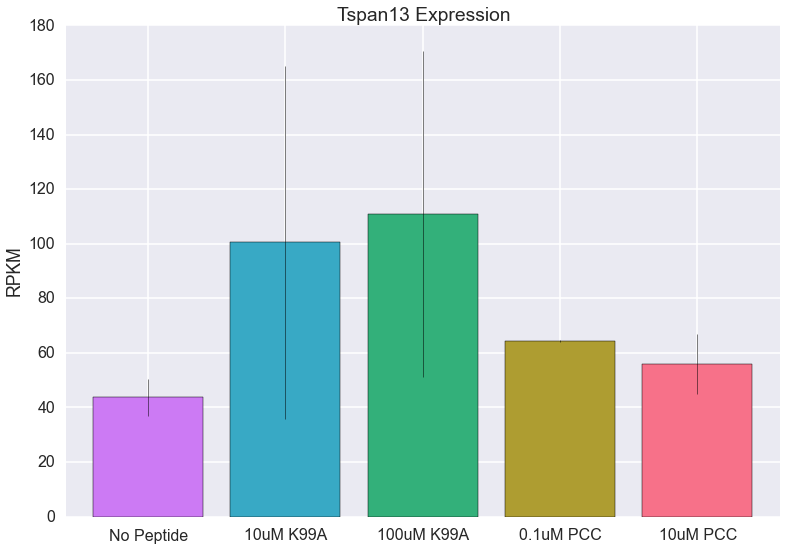 Tspan13 Expression
RPKM
180
160
140
120
100
80
60
40
20
0
No Peptide
10uM K99A
100uM K99A
0.1uM PCC
10uM PCC